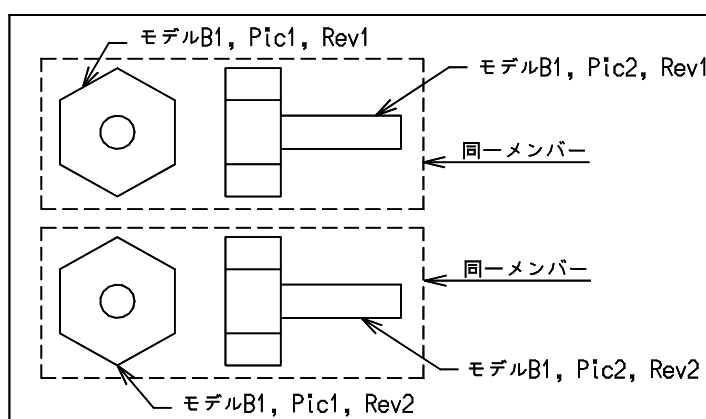 モデルB1, Pic1, Rev1
モデルB1, Pic2, Rev1
同一メンバー
同一メンバー
モデルB1, Pic2, Rev2
モデルB1, Pic1, Rev2